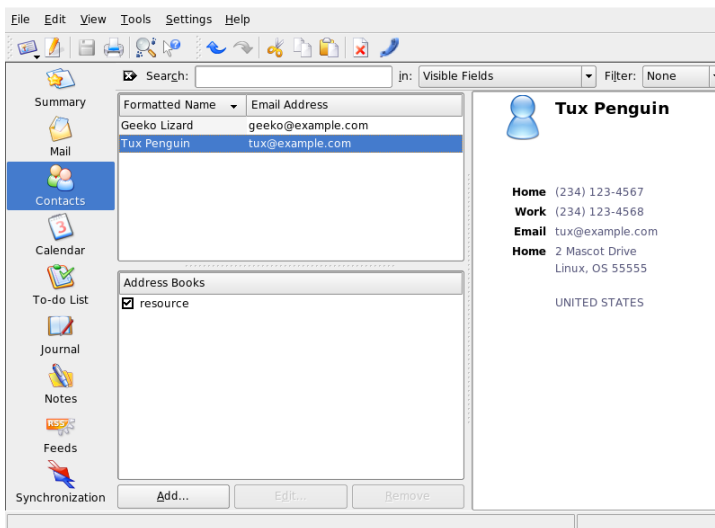 File Edit View Tools Settings Help
Search: in: Visible Fields Filter: None
Summary
Mail
Contacts
3
Calendar
To-do List
Journal
Notes
RSS
Feeds
Synchronization
Formatted Name Email Address
Geeko Lizard geeko@example.com
Tux Penguin tux@example.com
Address Books
resource
Add... Edit... Remove
Tux Penguin
Home (234) 123-4567
Work (234) 123-4568
Email tux@example.com
Home 2 Mascot Drive
Linux, OS 55555
UNITED STATES